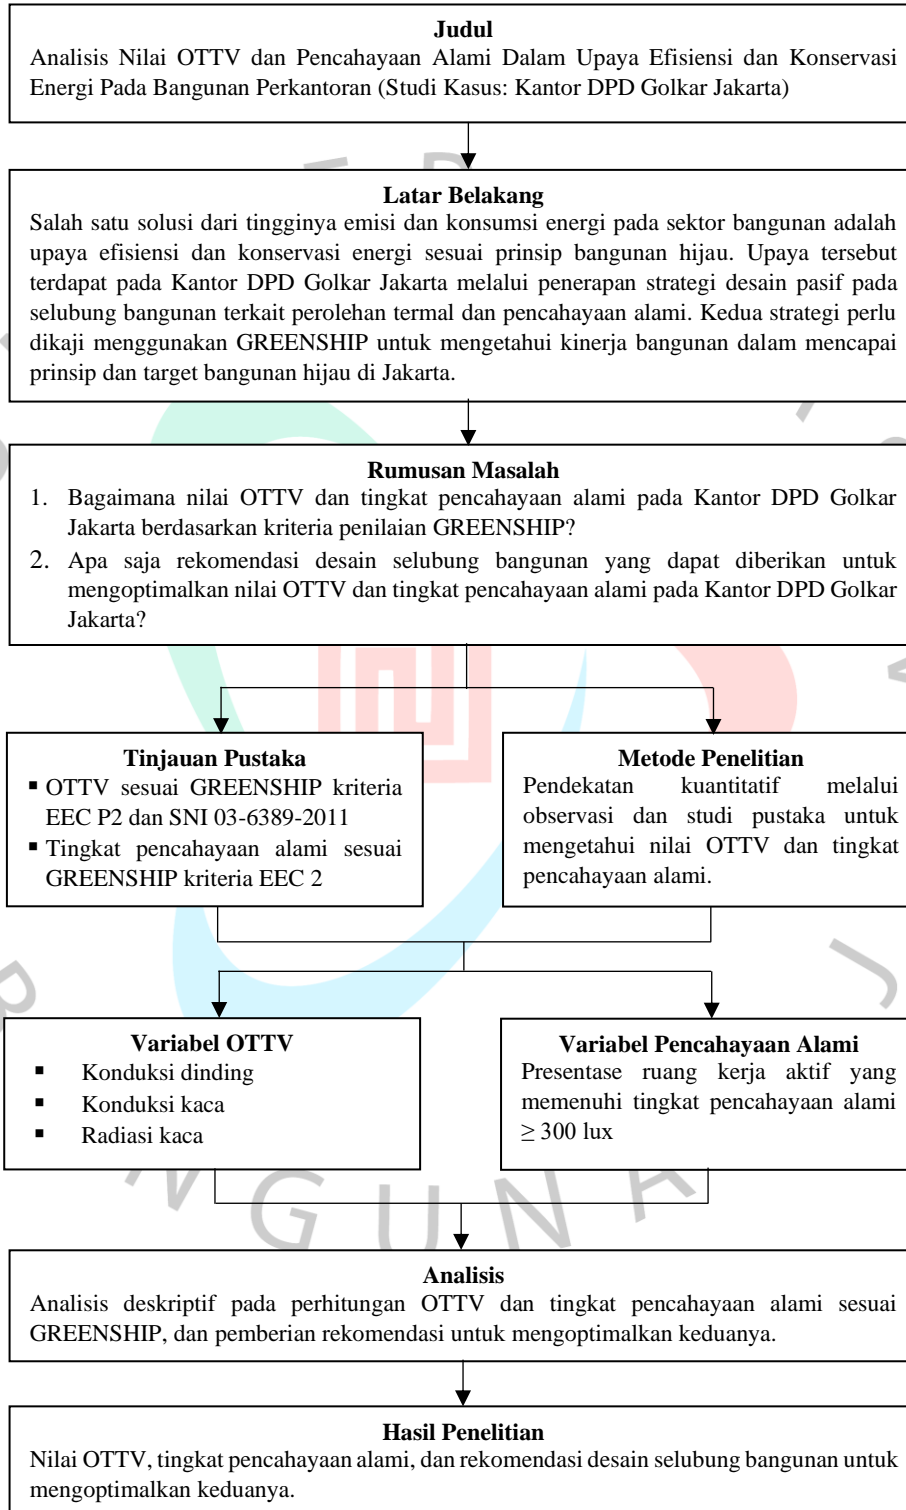 Judul
Analisis Nilai OTTV dan Pencahayaan Alami Dalam Upaya Efisiensi dan Konservasi
Energi Pada Bangunan Perkantoran (Studi Kasus: Kantor DPD Golkar Jakarta)
Latar Belakang
Salah satu solusi dari tingginya emisi dan konsumsi energi pada sektor bangunan adalah
upaya efisiensi dan konservasi energi sesuai prinsip bangunan hijau. Upaya tersebut
terdapat pada Kantor DPD Golkar Jakarta melalui penerapan strategi desain pasif pada
selubung bangunan terkait perolehan termal dan pencahayaan alami. Kedua strategi perlu
dikaji menggunakan GREENSHIP untuk mengetahui kinerja bangunan dalam mencapai
prinsip dan target bangunan hijau di Jakarta.
Rumusan Masalah
1. Bagaimana nilai OTTV dan tingkat pencahayaan alami pada Kantor DPD Golkar
Jakarta berdasarkan kriteria penilaian GREENSHIP?
2. Apa saja rekomendasi desain selubung bangunan yang dapat diberikan untuk
mengoptimalkan nilai OTTV dan tingkat pencahayaan alami pada Kantor DPD Golkar
Jakarta?
Tinjauan Pustaka
▪ OTTV sesuai GREENSHIP kriteria
EEC P2 dan SNI 03-6389-2011
▪ Tingkat pencahayaan alami sesuai
GREENSHIP kriteria EEC 2
Metode Penelitian
Pendekatan kuantitatif melalui
observasi dan studi pustaka untuk
mengetahui nilai OTTV dan tingkat
pencahayaan alami.
Variabel OTTV
▪ Konduksi dinding
▪ Konduksi kaca
▪ Radiasi kaca
Variabel Pencahayaan Alami
Presentase ruang kerja aktif yang
memenuhi tingkat pencahayaan alami
≥ 300 lux
Analisis
Analisis deskriptif pada perhitungan OTTV dan tingkat pencahayaan alami sesuai
GREENSHIP, dan pemberian rekomendasi untuk mengoptimalkan keduanya.
Hasil Penelitian
Nilai OTTV, tingkat pencahayaan alami, dan rekomendasi desain selubung bangunan untuk
mengoptimalkan keduanya.